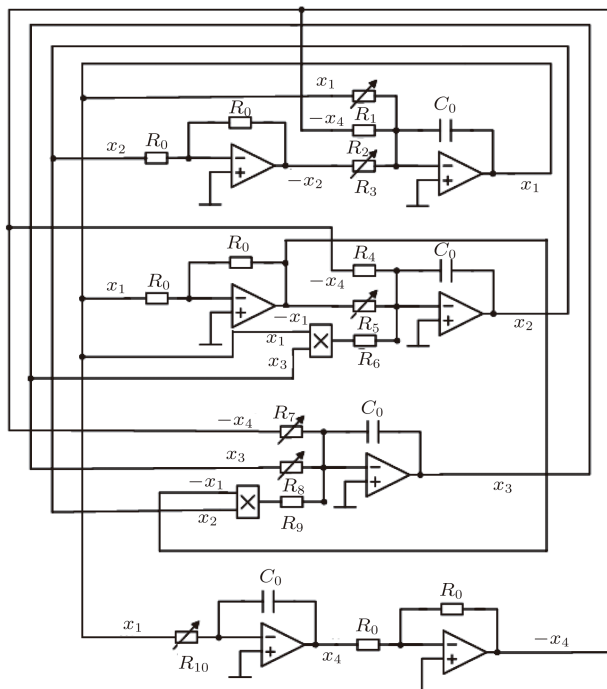 x₁
R₀
C₀
−x₄
R₁
x₂
R₀
R₂
−x₂
R₃
x₁
R₀
R₄
C₀
−x₄
x₁
R₀
−x₁
R₅
x₂
x₁
R₆
x₃
−x₄
R₇
C₀
x₃
−x₁
R₈
x₃
x₂
R₉
C₀
R₀
x₁
R₀
−x₄
R₁₀
x₄